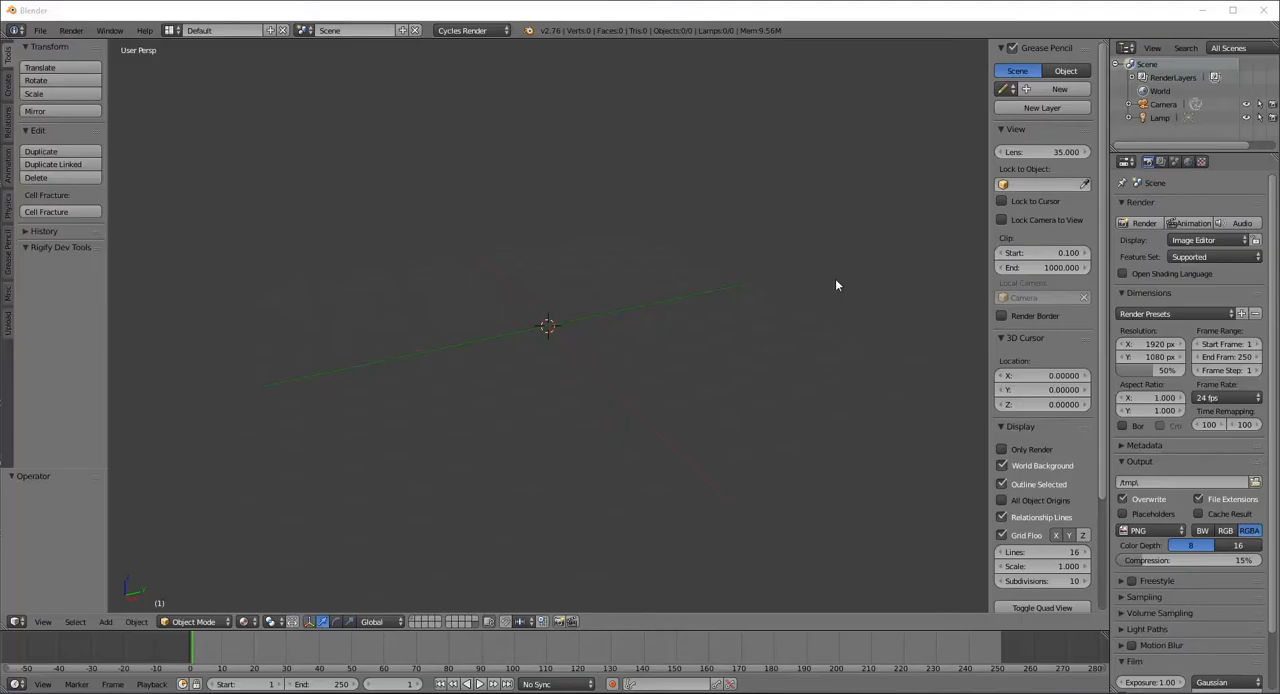 Blender
File Render Window Help Default Scene Cycles Render v2.76 | Verts:0 | Faces:0 | Tris:0 | Objects:0/0 | Lamps:0/0 | Mem:9.56M
Tools
Create
Relations
Animation
Physics
Grease Pencil
Misc
Upload
Transform
Translate
Rotate
Scale
Mirror
Edit
Duplicate
Duplicate Linked
Delete
Cell Fracture:
Cell Fracture
History
Rigify Dev Tools
Operator
User Persp
(1)
Grease Pencil
Scene Object
New
New Layer
View
Lens: 35.000
Lock to Object:
Lock to Cursor
Lock Camera to View
Clip:
Start: 0.100
End: 1000.000
Local Camera:
Camera
Render Border
3D Cursor
Location:
X: 0.00000
Y: 0.00000
Z: 0.00000
Display
Only Render
World Background
Outline Selected
All Object Origins
Relationship Lines
Grid Floo X Y Z
Lines: 16
Scale: 1.000
Subdivisions: 10
Toggle Quad View
View Search All Scenes
Scene
RenderLayers
World
Camera
Lamp
Scene
Render
Render Animation Audio
Display: Image Editor
Feature Set: Supported
Open Shading Language
Dimensions
Render Presets
Resolution: Frame Range:
X: 1920 px Start Frame: 1
Y: 1080 px End Fram: 250
50% Frame Step: 1
Aspect Ratio: Frame Rate:
X: 1.000 24 fps
Y: 1.000 Time Remapping:
Bor Cro 100 100
Metadata
Output
/tmp\
Overwrite File Extensions
Placeholders Cache Result
PNG BW RGB RGBA
Color Depth: 8 16
Compression: 15%
Freestyle
Sampling
Volume Sampling
Light Paths
Motion Blur
Film
Exposure: 1.00 Gaussian
View Select Add Object Object Mode Global
-50 -40 -30 -20 -10 0 10 20 30 40 50 60 70 80 90 100 110 120 130 140 150 160 170 180 190 200 210 220 230 240 250 260 270 280
View Marker Frame Playback Start: 1 End: 250 1 No Sync